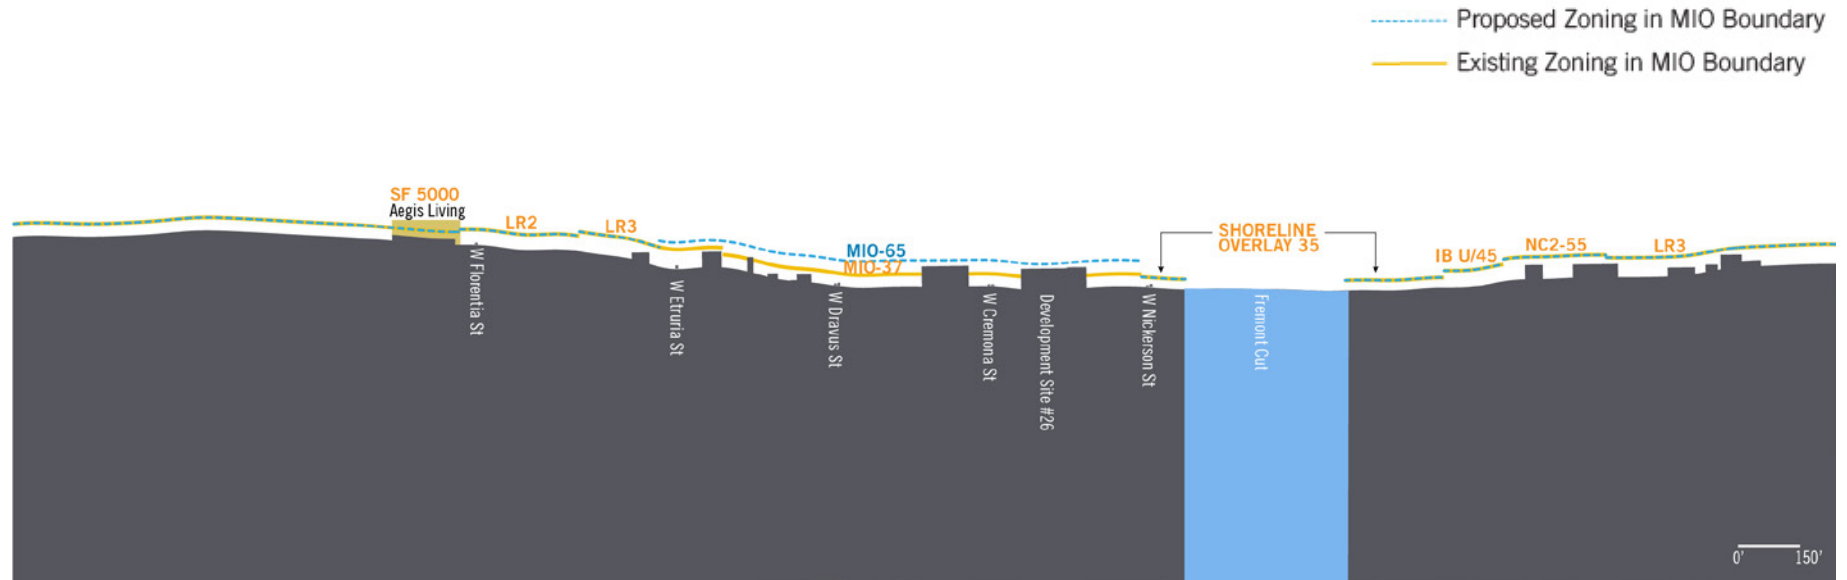 Proposed Zoning in MIO Boundary
Existing Zoning in MIO Boundary
SF 5000
Aegis Living
LR2
LR3
MIO-65
MIO-37
SHORELINE
OVERLAY 35
IB U/45
NC2-55
LR3
W Florentia St
W Etruria St
W Dravus St
W Cremona St
Development Site #26
W Nickerson St
Fremont Cut
0' 150'